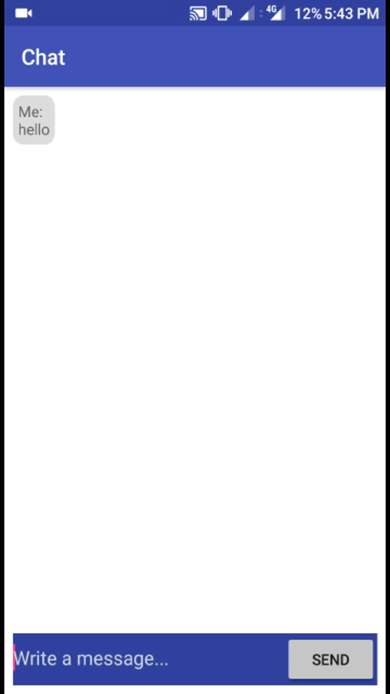 4G 12% 5:43 PM
Chat
Me:
hello
Write a message...
SEND